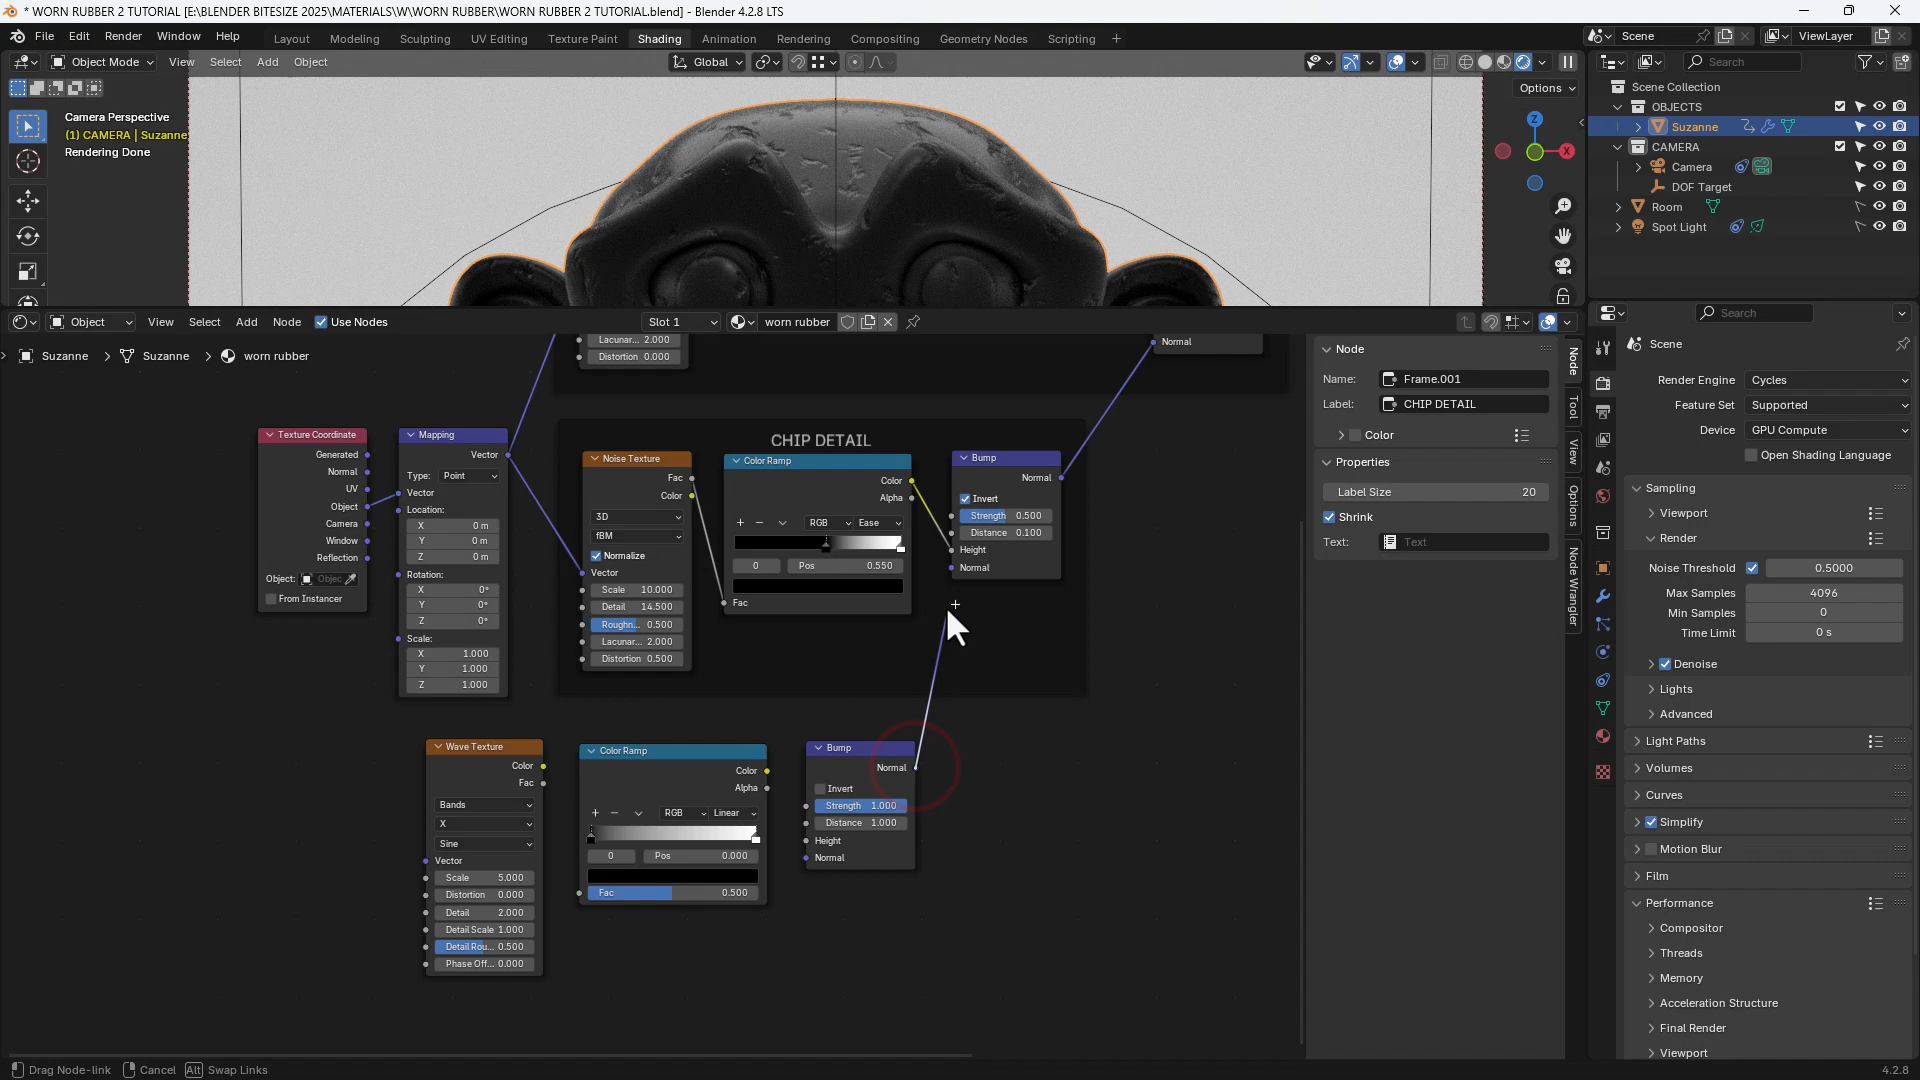 * WORN RUBBER 2 TUTORIAL [E:\BLENDER BITESIZE 2025\MATERIALS\W\WORN RUBBER\WORN RUBBER 2 TUTORIAL.blend] - Blender 4.2.8 LTS
File Edit Render Window Help
Layout Modeling Sculpting UV Editing Texture Paint Shading Animation Rendering Compositing Geometry Nodes Scripting +
Scene ViewLayer
Object Mode View Select Add Object
Global
Search
Options
Camera Perspective
(1) CAMERA | Suzanne
Rendering Done
Z
X
Scene Collection
OBJECTS
Suzanne
CAMERA
Camera
DOF Target
Room
Spot Light
Object View Select Add Node Use Nodes
Slot 1 worn rubber
Suzanne Suzanne worn rubber
Lacunar... 2.000
Distortion 0.000
Normal
Texture Coordinate
Generated
Normal
UV
Object
Camera
Window
Reflection
Object: Objec
From Instancer
Mapping
Vector
Type: Point
Vector
Location:
X 0 m
Y 0 m
Z 0 m
Rotation:
X 0°
Y 0°
Z 0°
Scale:
X 1.000
Y 1.000
Z 1.000
CHIP DETAIL
Noise Texture
Fac
Color
3D
fBM
Normalize
Vector
Scale 10.000
Detail 14.500
Roughn... 0.500
Lacunar... 2.000
Distortion 0.500
Color Ramp
Color
Alpha
RGB Ease
0 Pos 0.550
Fac
Bump
Normal
Invert
Strength 0.500
Distance 0.100
Height
Normal
Wave Texture
Color
Fac
Bands
X
Sine
Vector
Scale 5.000
Distortion 0.000
Detail 2.000
Detail Scale 1.000
Detail Rou... 0.500
Phase Off... 0.000
Color Ramp
Color
Alpha
RGB Linear
0 Pos 0.000
Fac 0.500
Bump
Normal
Invert
Strength 1.000
Distance 1.000
Height
Normal
Node
Name: Frame.001
Label: CHIP DETAIL
Color
Properties
Label Size 20
Shrink
Text: Text
Node
Tool
View
Options
Node Wrangler
Search
Scene
Render Engine Cycles
Feature Set Supported
Device GPU Compute
Open Shading Language
Sampling
Viewport
Render
Noise Threshold 0.5000
Max Samples 4096
Min Samples 0
Time Limit 0 s
Denoise
Lights
Advanced
Light Paths
Volumes
Curves
Simplify
Motion Blur
Film
Performance
Compositor
Threads
Memory
Acceleration Structure
Final Render
Viewport
Drag Node-link Cancel Alt Swap Links
4.2.8